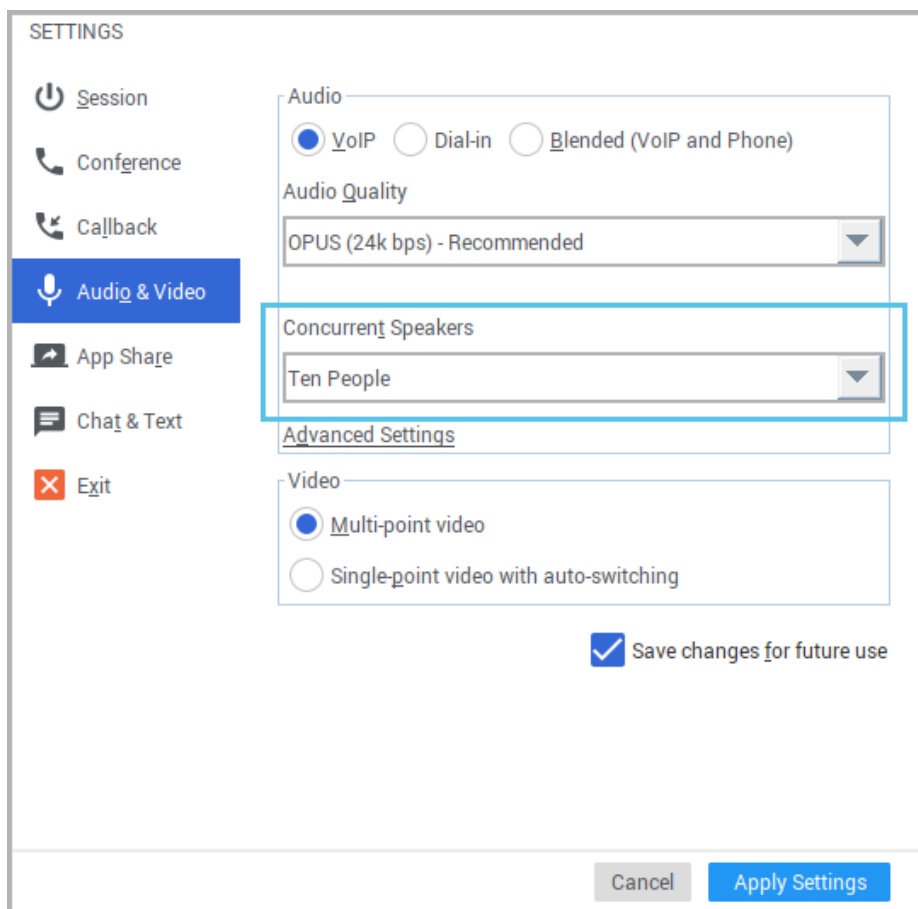 SETTINGS
Session
Conference
Callback
Audio & Video
App Share
Chat & Text
Exit
Audio
VoIP Dial-in Blended (VoIP and Phone)
Audio Quality
OPUS (24k bps) - Recommended
Concurrent Speakers
Ten People
Advanced Settings
Video
Multi-point video
Single-point video with auto-switching
Save changes for future use
Cancel Apply Settings